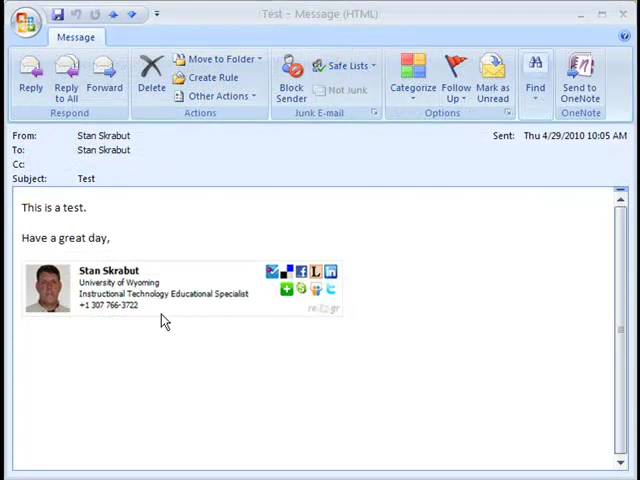 Test - Message (HTML)
Message
Reply
Reply to All
Forward
Respond
Delete
Move to Folder
Create Rule
Other Actions
Actions
Block Sender
Safe Lists
Not Junk
Junk E-mail
Categorize
Follow Up
Mark as Unread
Options
Find
Send to OneNote
OneNote
From: Stan Skrabut
Sent: Thu 4/29/2010 10:05 AM
To: Stan Skrabut
Cc:
Subject: Test
This is a test.
Have a great day,
Stan Skrabut
University of Wyoming
Instructional Technology Educational Specialist
+1 307 766-3722